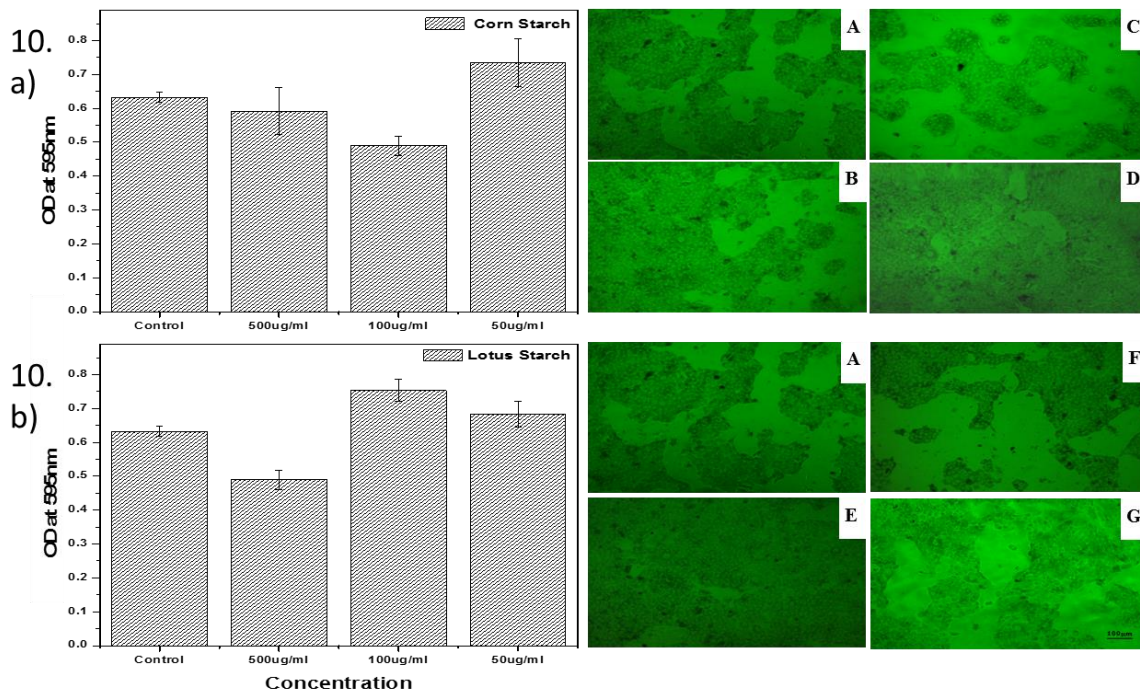 10.
a)
Corn Starch
OD at 595nm
0.8
0.7
0.6
0.5
0.4
0.3
0.2
0.1
0.0
Control 500ug/ml 100ug/ml 50ug/ml
A
C
B
D
10.
b)
Lotus Starch
OD at 595nm
0.8
0.7
0.6
0.5
0.4
0.3
0.2
0.1
0.0
Control 500ug/ml 100ug/ml 50ug/ml
Concentration
A
F
E
G
100µm